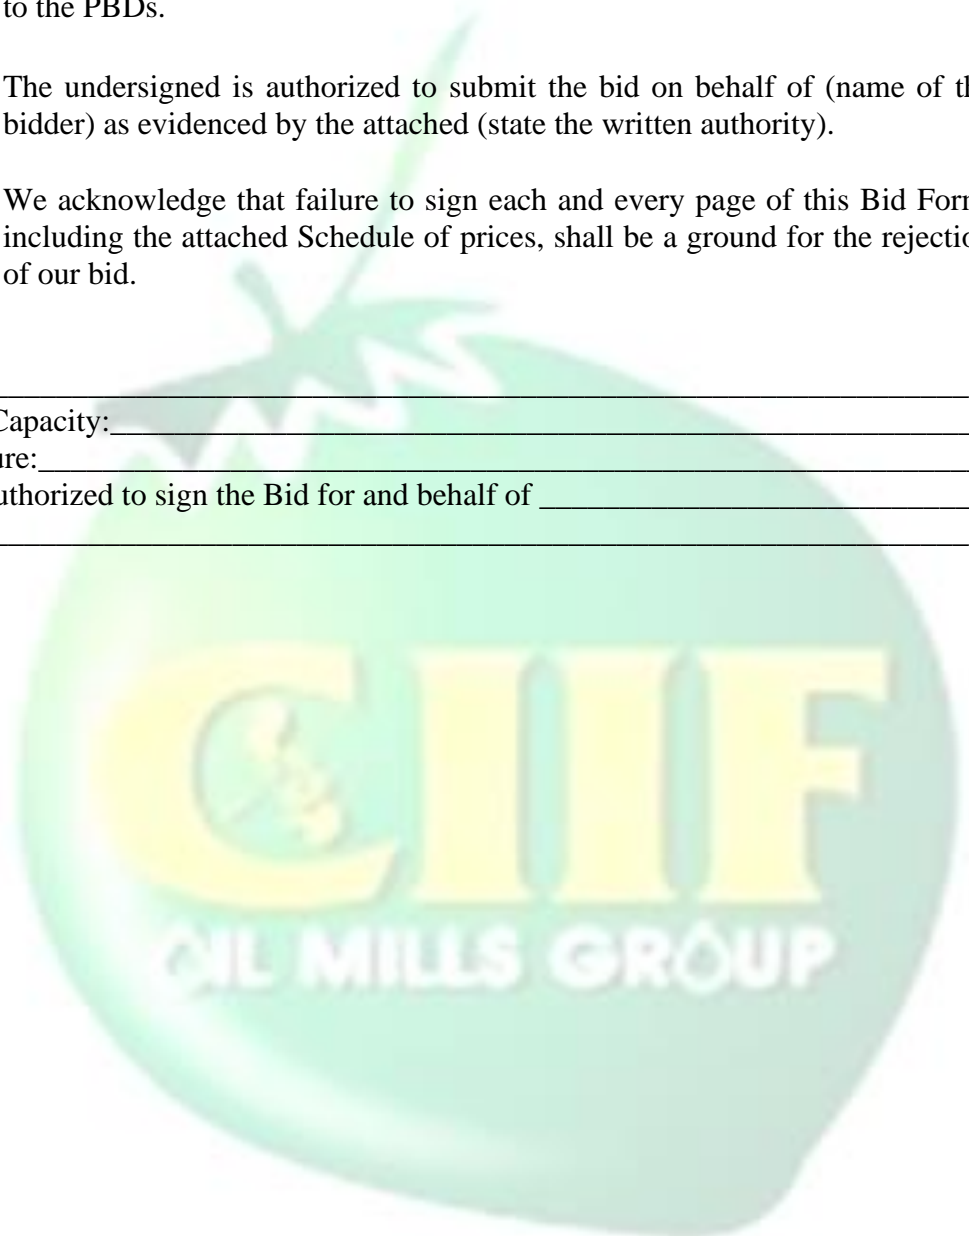 to the PBDs.
The undersigned is authorized to submit the bid on behalf of (name of th
bidder) as evidenced by the attached (state the written authority).
We acknowledge that failure to sign each and every page of this Bid Form
including the attached Schedule of prices, shall be a ground for the rejectio
of our bid.
Capacity:
ure:
uthorized to sign the Bid for and behalf of
CIIF
OIL MILLS GROUP